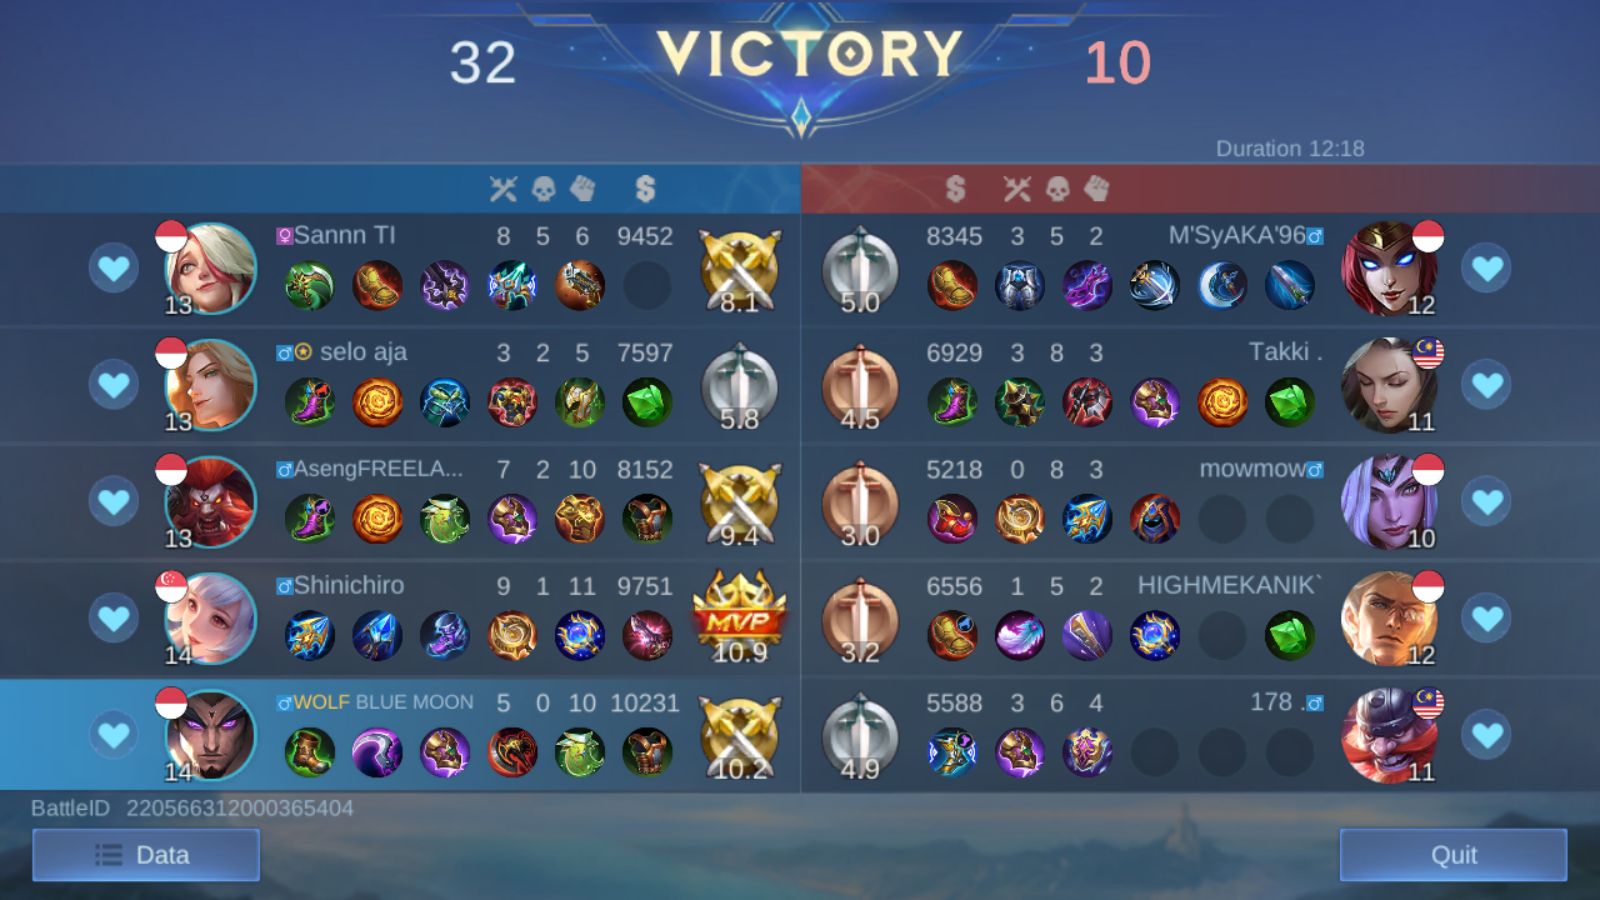 32 VICTORY 10
Duration 12:18
Sannn TI 8 5 6 9452
13 8.1
5.0 8345 3 5 2 M'SyAKA'96
12
selo aja 3 2 5 7597
13 5.8
4.5 6929 3 8 3 Takki .
11
AsengFREELA... 7 2 10 8152
13 9.4
3.0 5218 0 8 3 mowmow
10
Shinichiro 9 1 11 9751
14 MVP 10.9
3.2 6556 1 5 2 HIGHMEKANIK`
12
WOLF BLUE MOON 5 0 10 10231
14 10.2
4.9 5588 3 6 4 178 .
11
BattleID 220566312000365404
Data
Quit